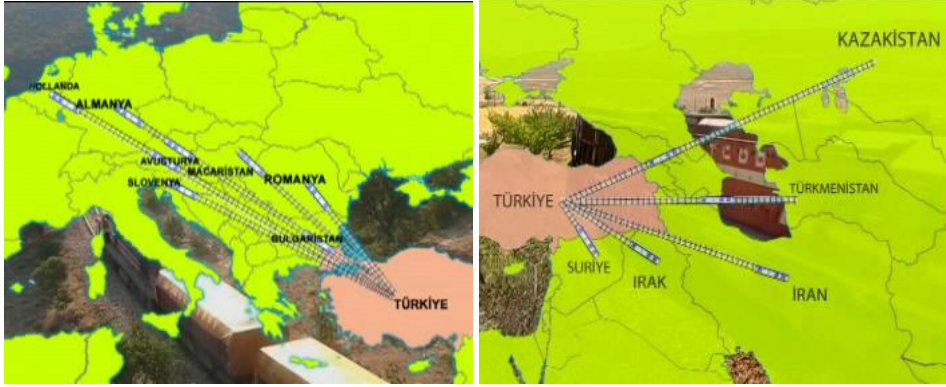 HOLLANDA
ALMANYA
AVUSTURYA
MACARİSTAN
SLOVENYA
ROMANYA
BULGARİSTAN
TÜRKİYE
KAZAKİSTAN
TÜRKMENİSTAN
TÜRKİYE
SURİYE
IRAK
İRAN
TCÜÜ